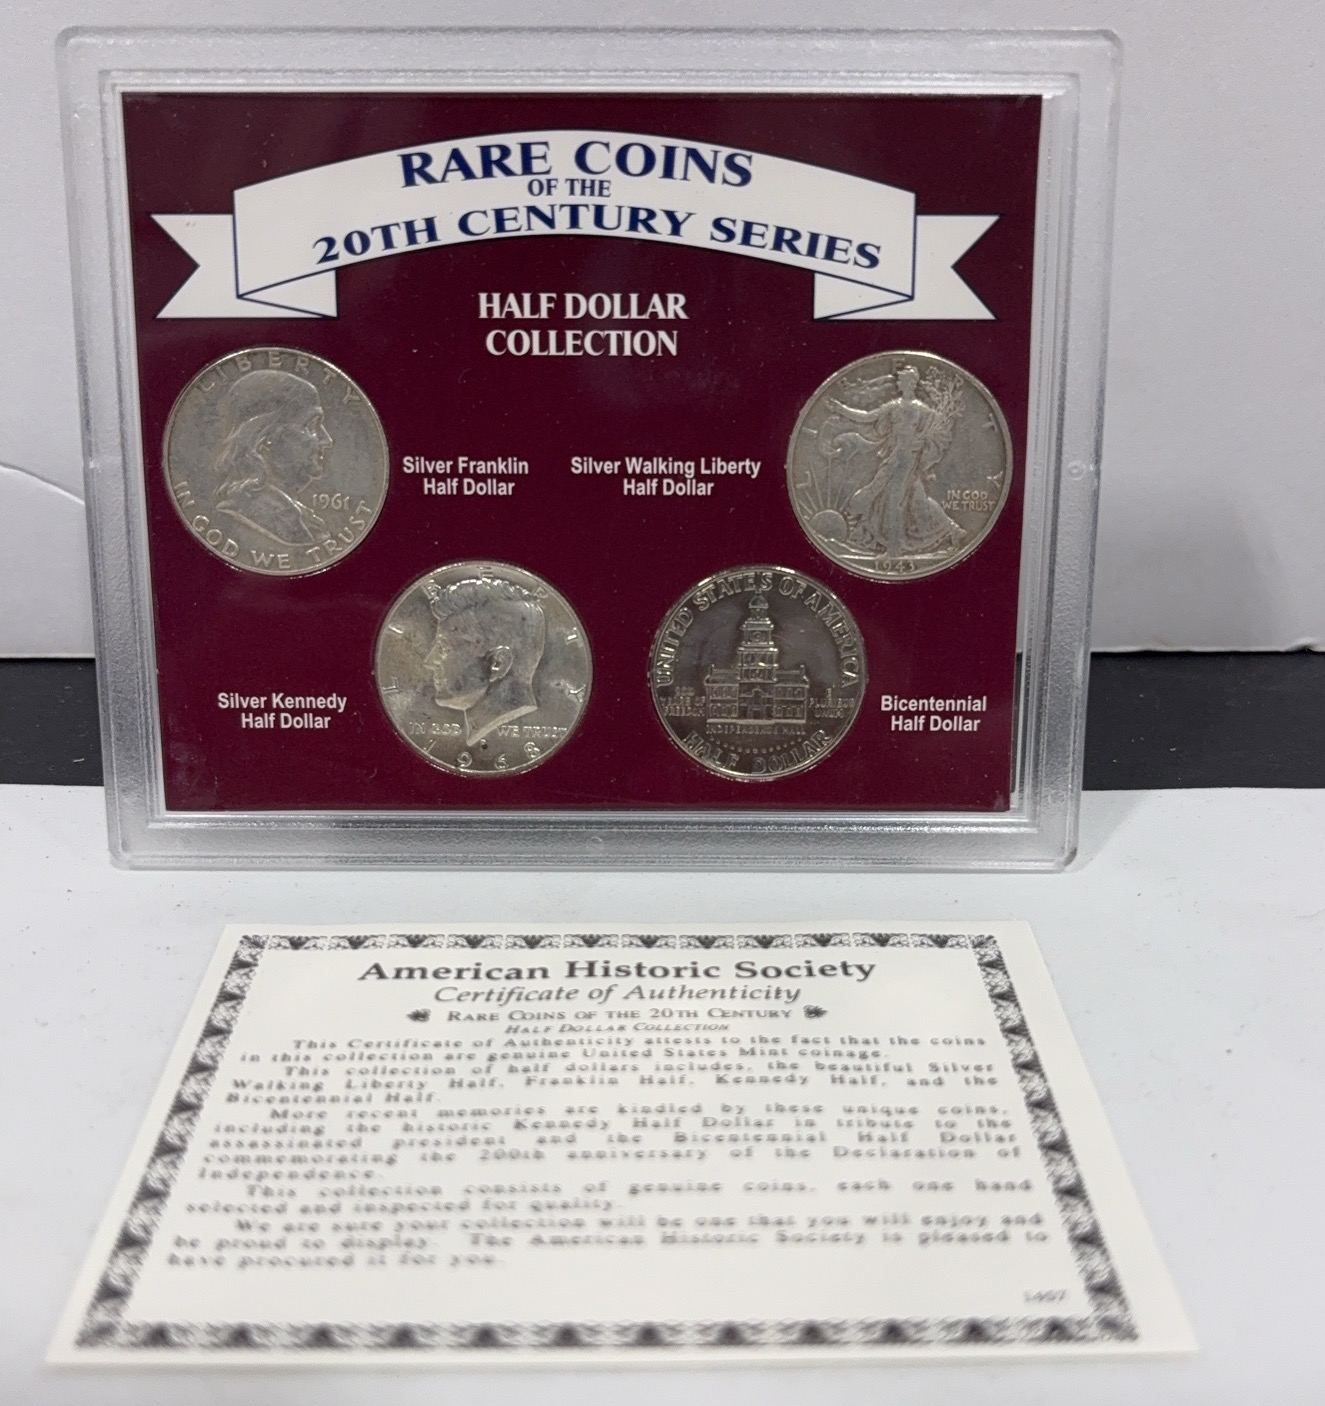 RARE COINS
OF THE
20TH CENTURY SERIES
HALF DOLLAR
COLLECTION
LIBERTY
1961
IN GOD WE TRUST
Silver Franklin
Half Dollar
Silver Walking Liberty
Half Dollar
LIBERTY
IN GOD
WE TRUST
1943
Silver Kennedy
Half Dollar
LIBERTY
IN GOD WE TRUST
1968
UNITED STATES OF AMERICA
E
PLURIBUS
UNUM
INDEPENDENCE HALL
HALF DOLLAR
Bicentennial
Half Dollar
American Historic Society
Certificate of Authenticity
RARE COINS OF THE 20TH CENTURY
HALF DOLLAR COLLECTION
This Certificate of Authenticity attests to the fact that the coins
in this collection are genuine United States Mint coinage.
This collection of half dollars includes, the beautiful Silver
Walking Liberty Half, Franklin Half, Kennedy Half, and the
Bicentennial Half.
More recent memories are kindled by these unique coins,
including the historic Kennedy Half Dollar in tribute to the
assassinated president and the Bicentennial Half Dollar
commemorating the 200th anniversary of the Declaration of
Independence.
This collection consists of genuine coins, each one hand
selected and inspected for quality.
We are sure your collection will be one that you will enjoy and
be proud to display. The American Historic Society is pleased to
have procured it for you.